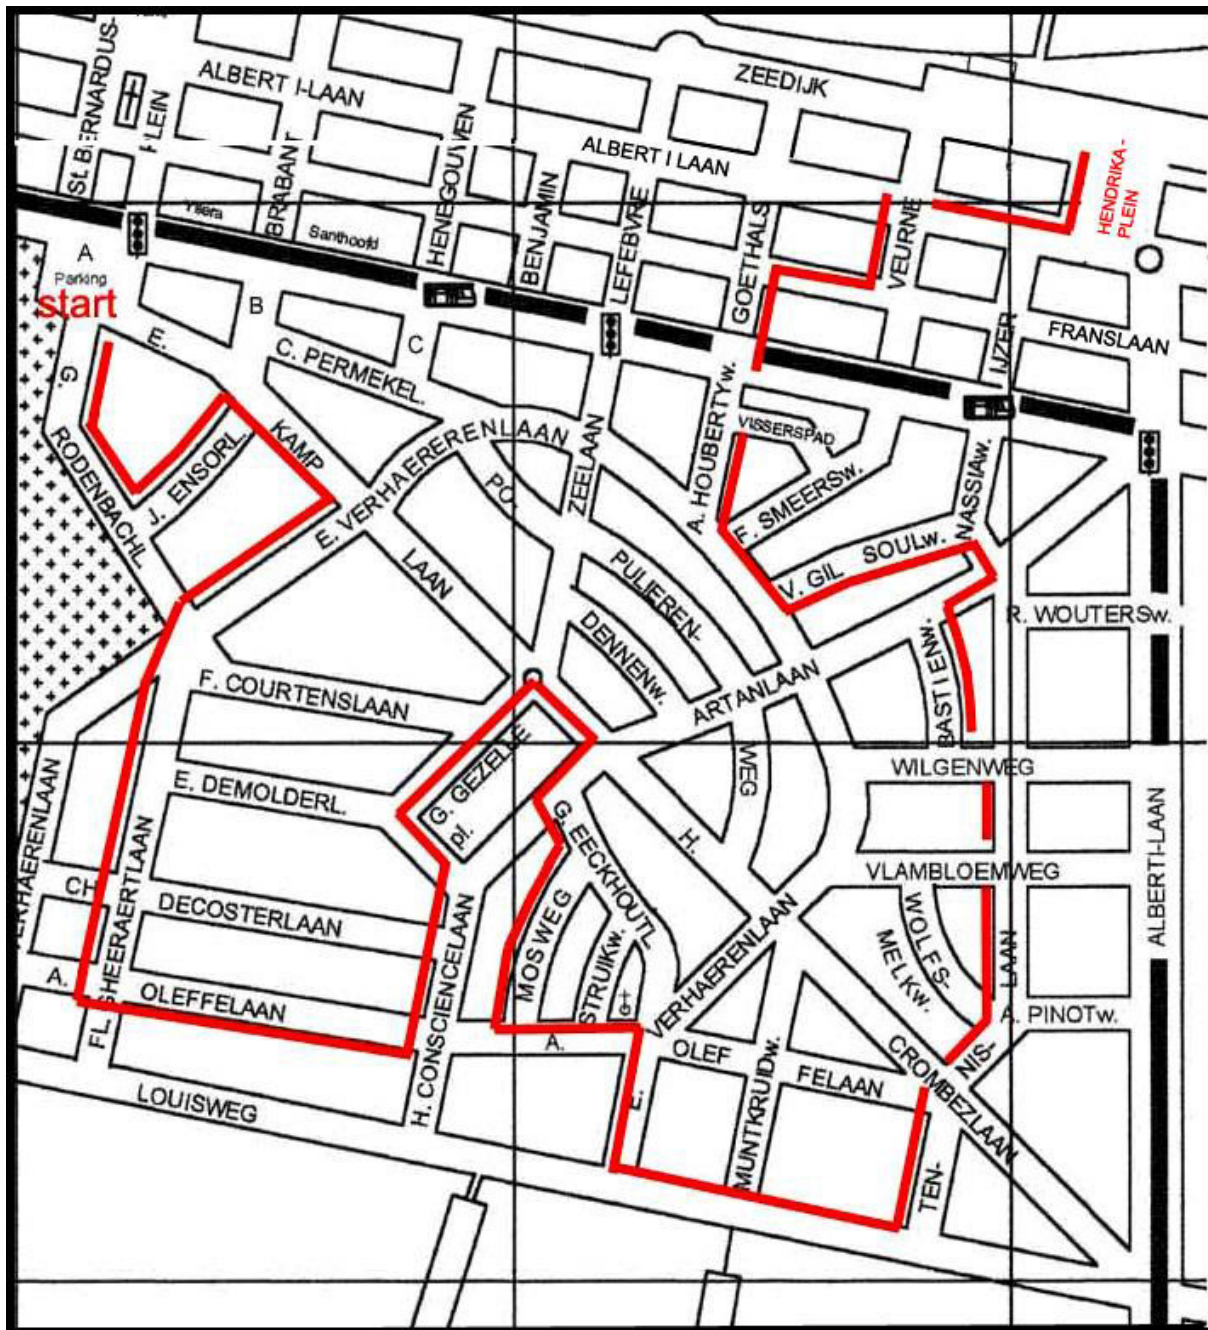 ZEEDIJK
ST. BERNARDUS-
PLEIN
ALBERT I-LAAN
ALBERT I LAAN
HENDRIKA-
PLEIN
BRABANT
HENEGOUWEN
BENJAMIN
LEFEBVRE
GOETHALS
VEURNE
IJZER
FRANSLAAN
Ysera
Santhoofd
A
Parking
start
B
C
C. PERMEKEL.
E.
KAMP
LAAN
G.
RODENBACHL
J. ENSORL.
E. VERHAERERENLAAN
ZEELAAN
PO.
PULIEREN-
DENNENw.
A. HOUBERTYw.
VISSERSPAD
F. SMEERSw.
V. GIL SOULw.
NASSIAw.
R. WOUTERSw.
BASTIENw.
ARTANLAAN
WEG
F. COURTENSLAAN
E. DEMOLDERL.
G. GEZELLE
pl.
WILGENWEG
VLAMBLOEMWEG
ALBERTI-LAAN
G. EECKHOUTL.
H.
MOSWEG
STRUIKw.
VERHAERENLAAN
WOLFS-
MELKw.
LAAN
A. PINOTw.
VERHAERENLAAN
CH.
DECOSTERLAAN
A.
OLEFFELAAN
FL. SHEERAERTLAAN
H. CONSCIENCELAAN
A.
OLEF
FELAAN
E.
MUNTKRUIDw.
CROMBEZLAAN
NIS-
TEN-
LOUISWEG